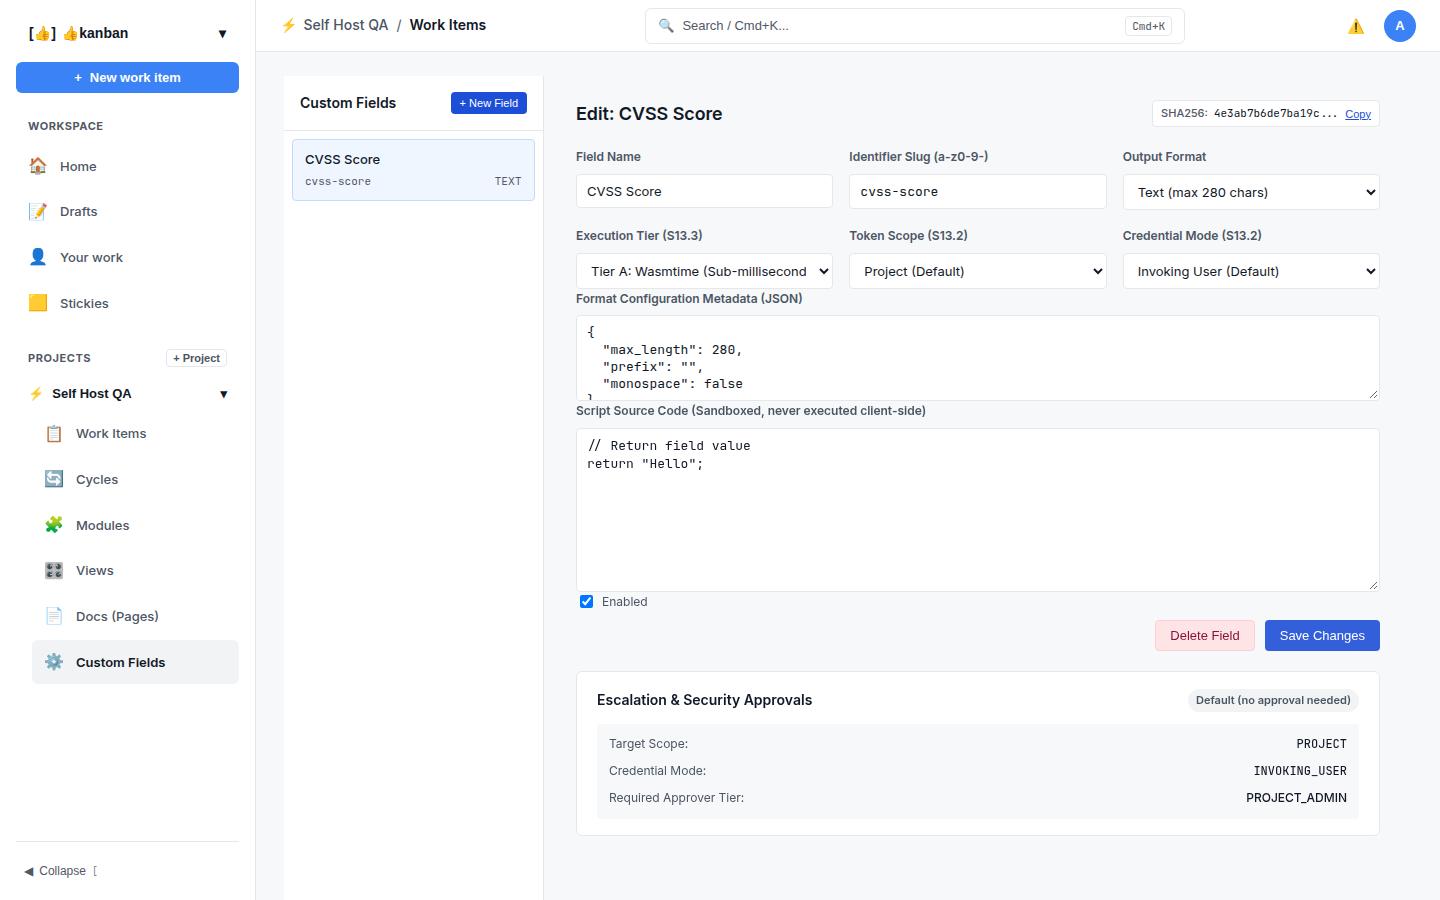 [👍] 👍kanban ▼
+ New work item
WORKSPACE
🏠 Home
📝 Drafts
👤 Your work
🟨 Stickies
PROJECTS + Project
⚡ Self Host QA ▼
📋 Work Items
🔄 Cycles
🧩 Modules
🎛️ Views
📄 Docs (Pages)
⚙️ Custom Fields
◀ Collapse [
⚡ Self Host QA / Work Items
🔍 Search / Cmd+K... Cmd+K
⚠️ A
Custom Fields + New Field
CVSS Score
cvss-score TEXT
Edit: CVSS Score
SHA256: 4e3ab7b6de7ba19c... Copy
Field Name Identifier Slug (a-z0-9-) Output Format
CVSS Score cvss-score Text (max 280 chars)
Execution Tier (S13.3) Token Scope (S13.2) Credential Mode (S13.2)
Tier A: Wasmtime (Sub-millisecond Project (Default) Invoking User (Default)
Format Configuration Metadata (JSON)
{
"max_length": 280,
"prefix": "",
"monospace": false
}
Script Source Code (Sandboxed, never executed client-side)
// Return field value
return "Hello";
Enabled
Delete Field Save Changes
Escalation & Security Approvals Default (no approval needed)
Target Scope: PROJECT
Credential Mode: INVOKING_USER
Required Approver Tier: PROJECT_ADMIN